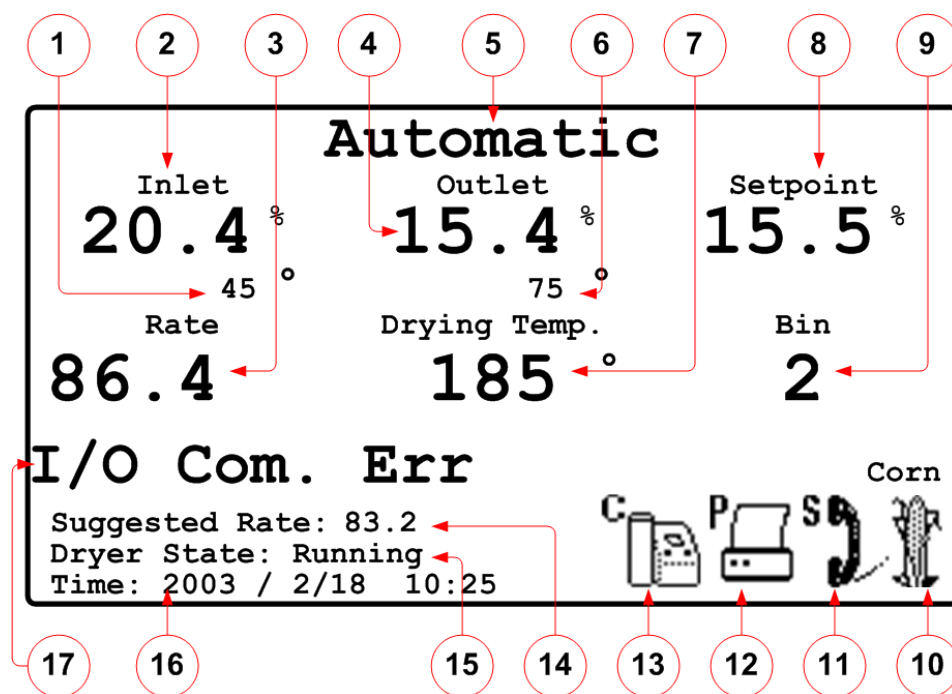 1 2 3 4 5 6 7 8 9
Automatic
Inlet Outlet Setpoint
20.4 % 15.4 % 15.5 %
45 ° 75 °
Rate Drying Temp. Bin
86.4 185 ° 2
I/O Com. Err
Corn
Suggested Rate: 83.2
Dryer State: Running
Time: 2003 / 2/18 10:25
C P S
17 16 15 14 13 12 11 10